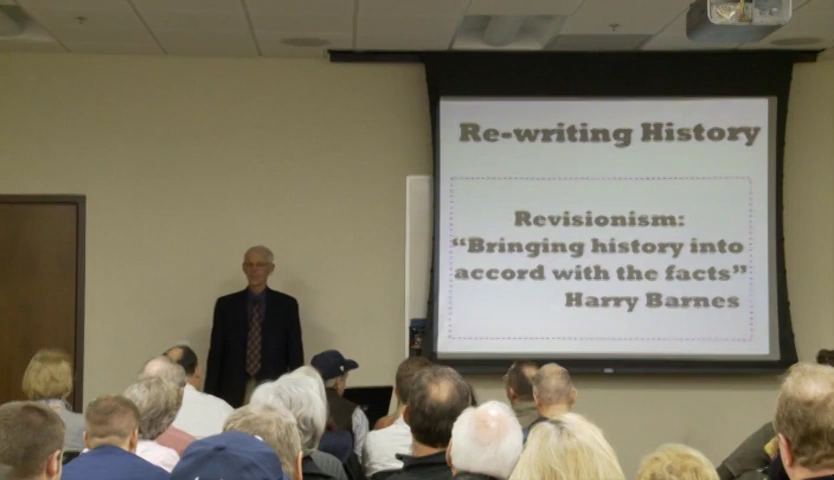 Re-writing History
Revisionism:
“Bringing history into
accord with the facts”
Harry Barnes